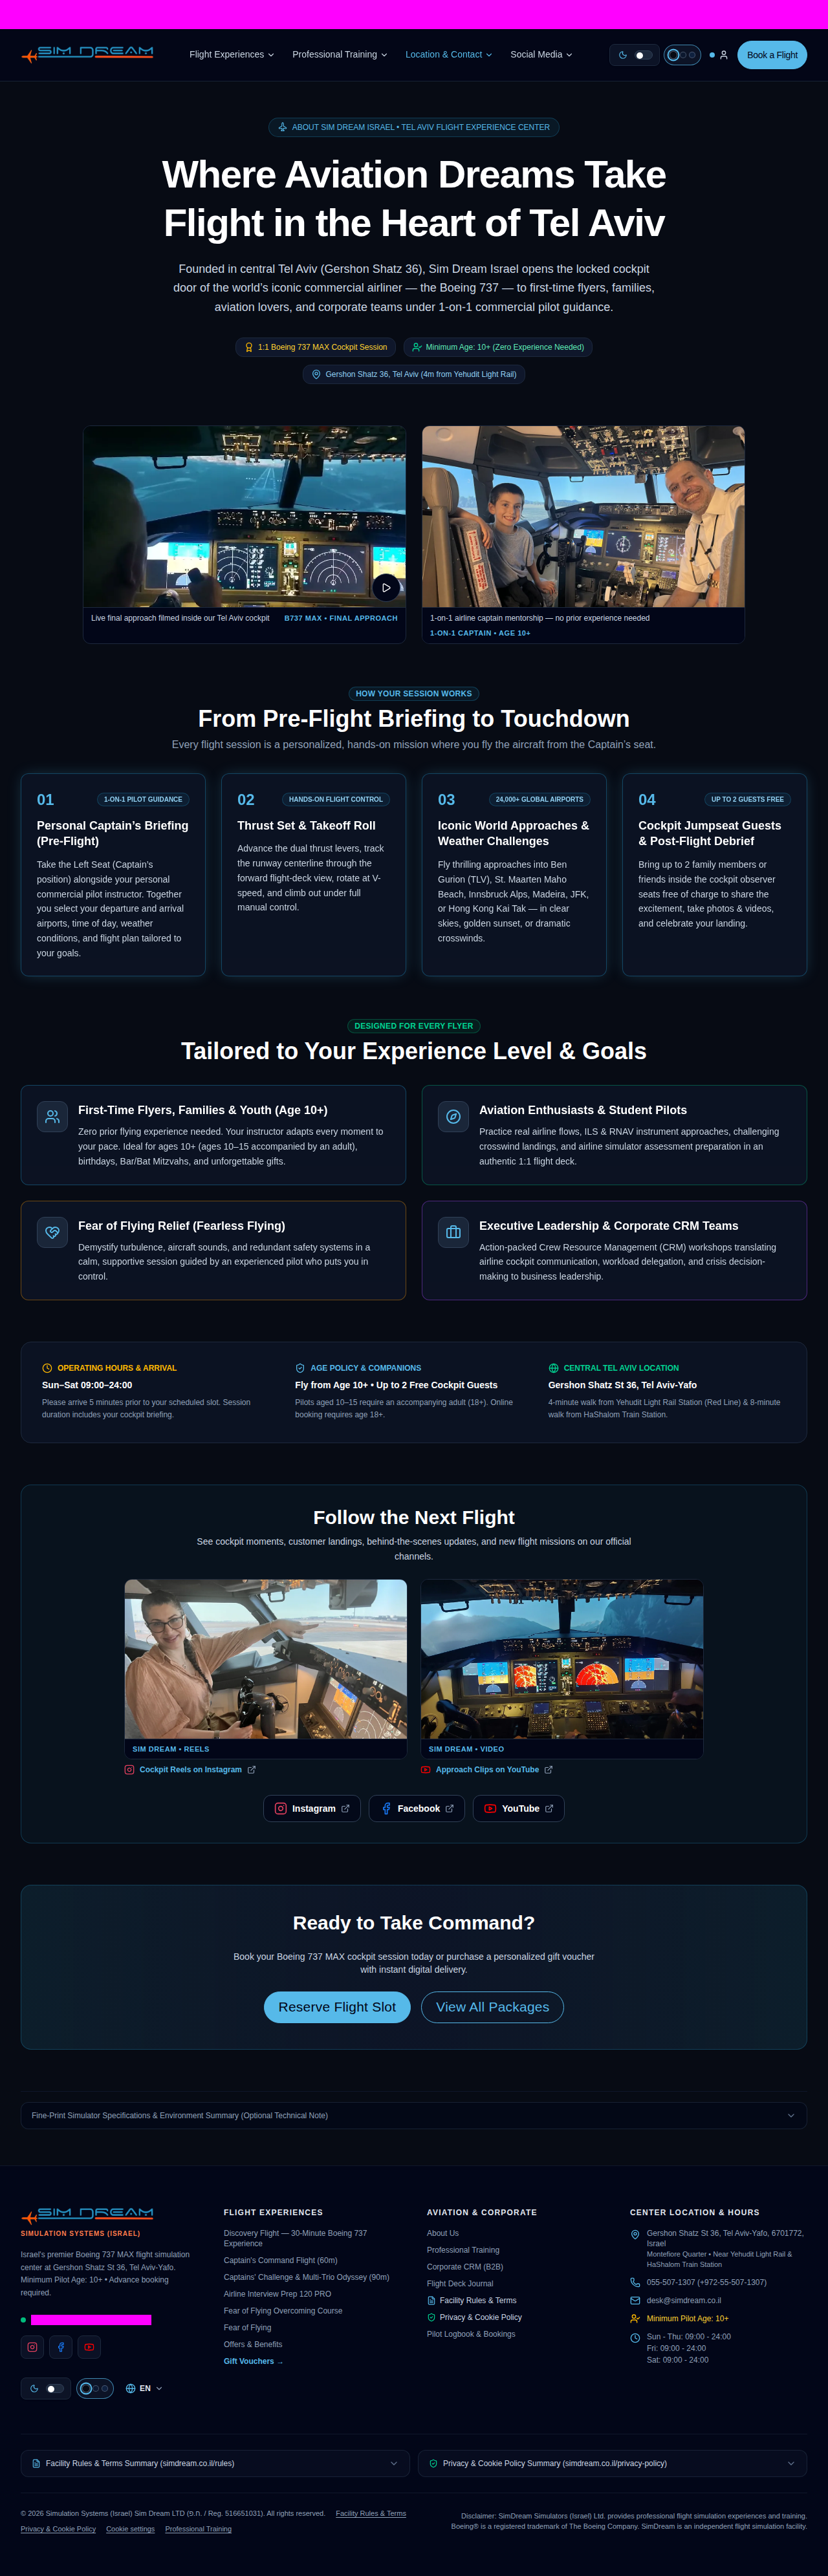 SIM DREAM
Flight Experiences
Professional Training
Location & Contact
Social Media
Book a Flight
ABOUT SIM DREAM ISRAEL • TEL AVIV FLIGHT EXPERIENCE CENTER
Where Aviation Dreams Take
Flight in the Heart of Tel Aviv
Founded in central Tel Aviv (Gershon Shatz 36), Sim Dream Israel opens the locked cockpit
door of the world's iconic commercial airliner — the Boeing 737 — to first-time flyers, families,
aviation lovers, and corporate teams under 1-on-1 commercial pilot guidance.
1:1 Boeing 737 MAX Cockpit Session
Minimum Age: 10+ (Zero Experience Needed)
Gershon Shatz 36, Tel Aviv (4m from Yehudit Light Rail)
Live final approach filmed inside our Tel Aviv cockpit
B737 MAX • FINAL APPROACH
1-on-1 airline captain mentorship — no prior experience needed
1-ON-1 CAPTAIN • AGE 10+
HOW YOUR SESSION WORKS
From Pre-Flight Briefing to Touchdown
Every flight session is a personalized, hands-on mission where you fly the aircraft from the Captain's seat.
01
1-ON-1 PILOT GUIDANCE
Personal Captain's Briefing
(Pre-Flight)
Take the Left Seat (Captain's
position) alongside your personal
commercial pilot instructor. Together
you select your departure and arrival
airports, time of day, weather
conditions, and flight plan tailored to
your goals.
02
HANDS-ON FLIGHT CONTROL
Thrust Set & Takeoff Roll
Advance the dual thrust levers, track
the runway centerline through the
forward flight-deck view, rotate at V-
speed, and climb out under full
manual control.
03
24,000+ GLOBAL AIRPORTS
Iconic World Approaches &
Weather Challenges
Fly thrilling approaches into Ben
Gurion (TLV), St. Maarten Maho
Beach, Innsbruck Alps, Madeira, JFK,
or Hong Kong Kai Tak — in clear
skies, golden sunset, or dramatic
crosswinds.
04
UP TO 2 GUESTS FREE
Cockpit Jumpseat Guests
& Post-Flight Debrief
Bring up to 2 family members or
friends inside the cockpit observer
seats free of charge to share the
excitement, take photos & videos,
and celebrate your landing.
DESIGNED FOR EVERY FLYER
Tailored to Your Experience Level & Goals
First-Time Flyers, Families & Youth (Age 10+)
Zero prior flying experience needed. Your instructor adapts every moment to
your pace. Ideal for ages 10+ (ages 10–15 accompanied by an adult),
birthdays, Bar/Bat Mitzvahs, and unforgettable gifts.
Aviation Enthusiasts & Student Pilots
Practice real airline flows, ILS & RNAV instrument approaches, challenging
crosswind landings, and airline simulator assessment preparation in an
authentic 1:1 flight deck.
Fear of Flying Relief (Fearless Flying)
Demystify turbulence, aircraft sounds, and redundant safety systems in a
calm, supportive session guided by an experienced pilot who puts you in
control.
Executive Leadership & Corporate CRM Teams
Action-packed Crew Resource Management (CRM) workshops translating
airline cockpit communication, workload delegation, and crisis decision-
making to business leadership.
OPERATING HOURS & ARRIVAL
Sun–Sat 09:00–24:00
Please arrive 5 minutes prior to your scheduled slot. Session
duration includes your cockpit briefing.
AGE POLICY & COMPANIONS
Fly from Age 10+ • Up to 2 Free Cockpit Guests
Pilots aged 10–15 require an accompanying adult (18+). Online
booking requires age 18+.
CENTRAL TEL AVIV LOCATION
Gershon Shatz St 36, Tel Aviv-Yafo
4-minute walk from Yehudit Light Rail Station (Red Line) & 8-minute
walk from HaShalom Train Station.
Follow the Next Flight
See cockpit moments, customer landings, behind-the-scenes updates, and new flight missions on our official
channels.
SIM DREAM • REELS
Cockpit Reels on Instagram
SIM DREAM • VIDEO
Approach Clips on YouTube
Instagram
Facebook
YouTube
Ready to Take Command?
Book your Boeing 737 MAX cockpit session today or purchase a personalized gift voucher
with instant digital delivery.
Reserve Flight Slot
View All Packages
Fine-Print Simulator Specifications & Environment Summary (Optional Technical Note)
SIM DREAM
SIMULATION SYSTEMS (ISRAEL)
Israel's premier Boeing 737 MAX flight simulation
center at Gershon Shatz St 36, Tel Aviv-Yafo.
Minimum Pilot Age: 10+ • Advance booking
required.
EN
FLIGHT EXPERIENCES
Discovery Flight — 30-Minute Boeing 737
Experience
Captain's Command Flight (60m)
Captains' Challenge & Multi-Trio Odyssey (90m)
Airline Interview Prep 120 PRO
Fear of Flying Overcoming Course
Fear of Flying
Offers & Benefits
Gift Vouchers →
AVIATION & CORPORATE
About Us
Professional Training
Corporate CRM (B2B)
Flight Deck Journal
Facility Rules & Terms
Privacy & Cookie Policy
Pilot Logbook & Bookings
CENTER LOCATION & HOURS
Gershon Shatz St 36, Tel Aviv-Yafo, 6701772,
Israel
Montefiore Quarter • Near Yehudit Light Rail &
HaShalom Train Station
055-507-1307 (+972-55-507-1307)
desk@simdream.co.il
Minimum Pilot Age: 10+
Sun - Thu: 09:00 - 24:00
Fri: 09:00 - 24:00
Sat: 09:00 - 24:00
Facility Rules & Terms Summary (simdream.co.il/rules)
Privacy & Cookie Policy Summary (simdream.co.il/privacy-policy)
© 2026 Simulation Systems (Israel) Sim Dream LTD (ח.פ. / Reg. 516651031). All rights reserved.
Facility Rules & Terms
Privacy & Cookie Policy
Cookie settings
Professional Training
Disclaimer: SimDream Simulators (Israel) Ltd. provides professional flight simulation experiences and training.
Boeing® is a registered trademark of The Boeing Company. SimDream is an independent flight simulation facility.